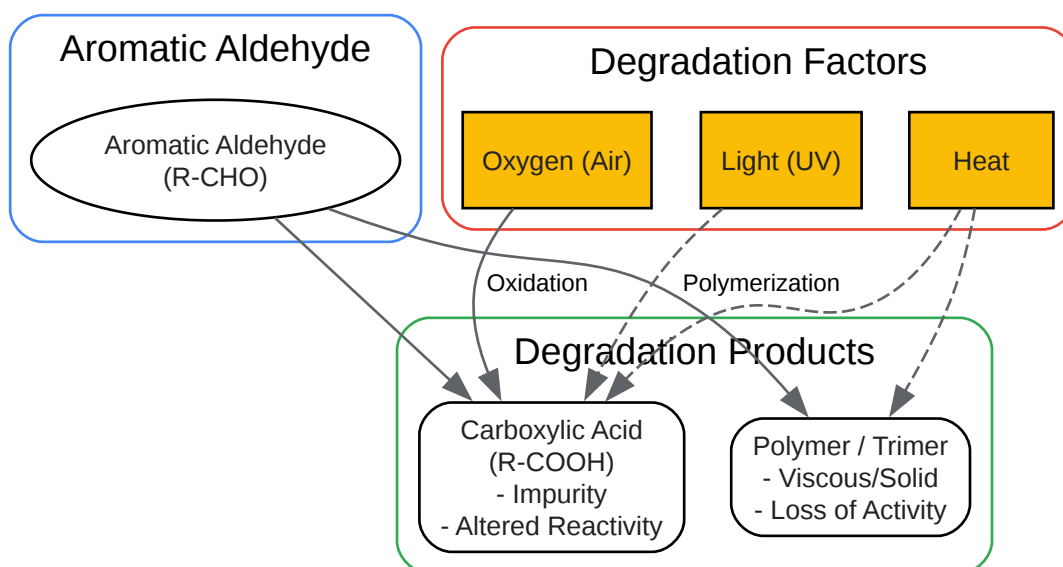 Aromatic Aldehyde
Aromatic Aldehyde
(R-CHO)
Degradation Factors
Oxygen (Air)
Light (UV)
Heat
Oxidation
Polymerization
Degradation Products
Carboxylic Acid
(R-COOH)
- Impurity
- Altered Reactivity
Polymer / Trimer
- Viscous/Solid
- Loss of Activity